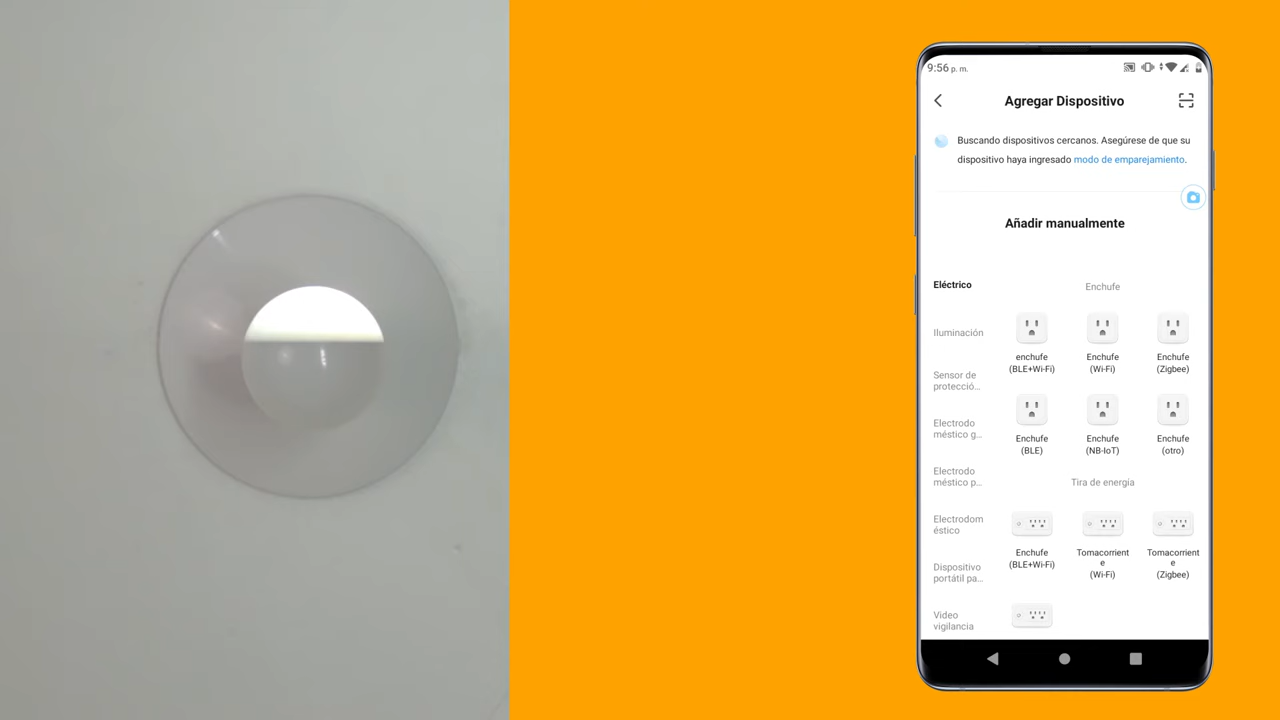 9:56 p. m.
Agregar Dispositivo
Buscando dispositivos cercanos. Asegúrese de que su
dispositivo haya ingresado modo de emparejamiento.
Añadir manualmente
Eléctrico
Iluminación
Sensor de
protecció...
Electrodo
méstico g...
Electrodo
méstico p...
Electrodom
éstico
Dispositivo
portátil pa...
Video
vigilancia
Enchufe
enchufe
(BLE+Wi-Fi)
Enchufe
(Wi-Fi)
Enchufe
(Zigbee)
Enchufe
(BLE)
Enchufe
(NB-IoT)
Enchufe
(otro)
Tira de energía
Enchufe
(BLE+Wi-Fi)
Tomacorrient
e
(Wi-Fi)
Tomacorrient
e
(Zigbee)